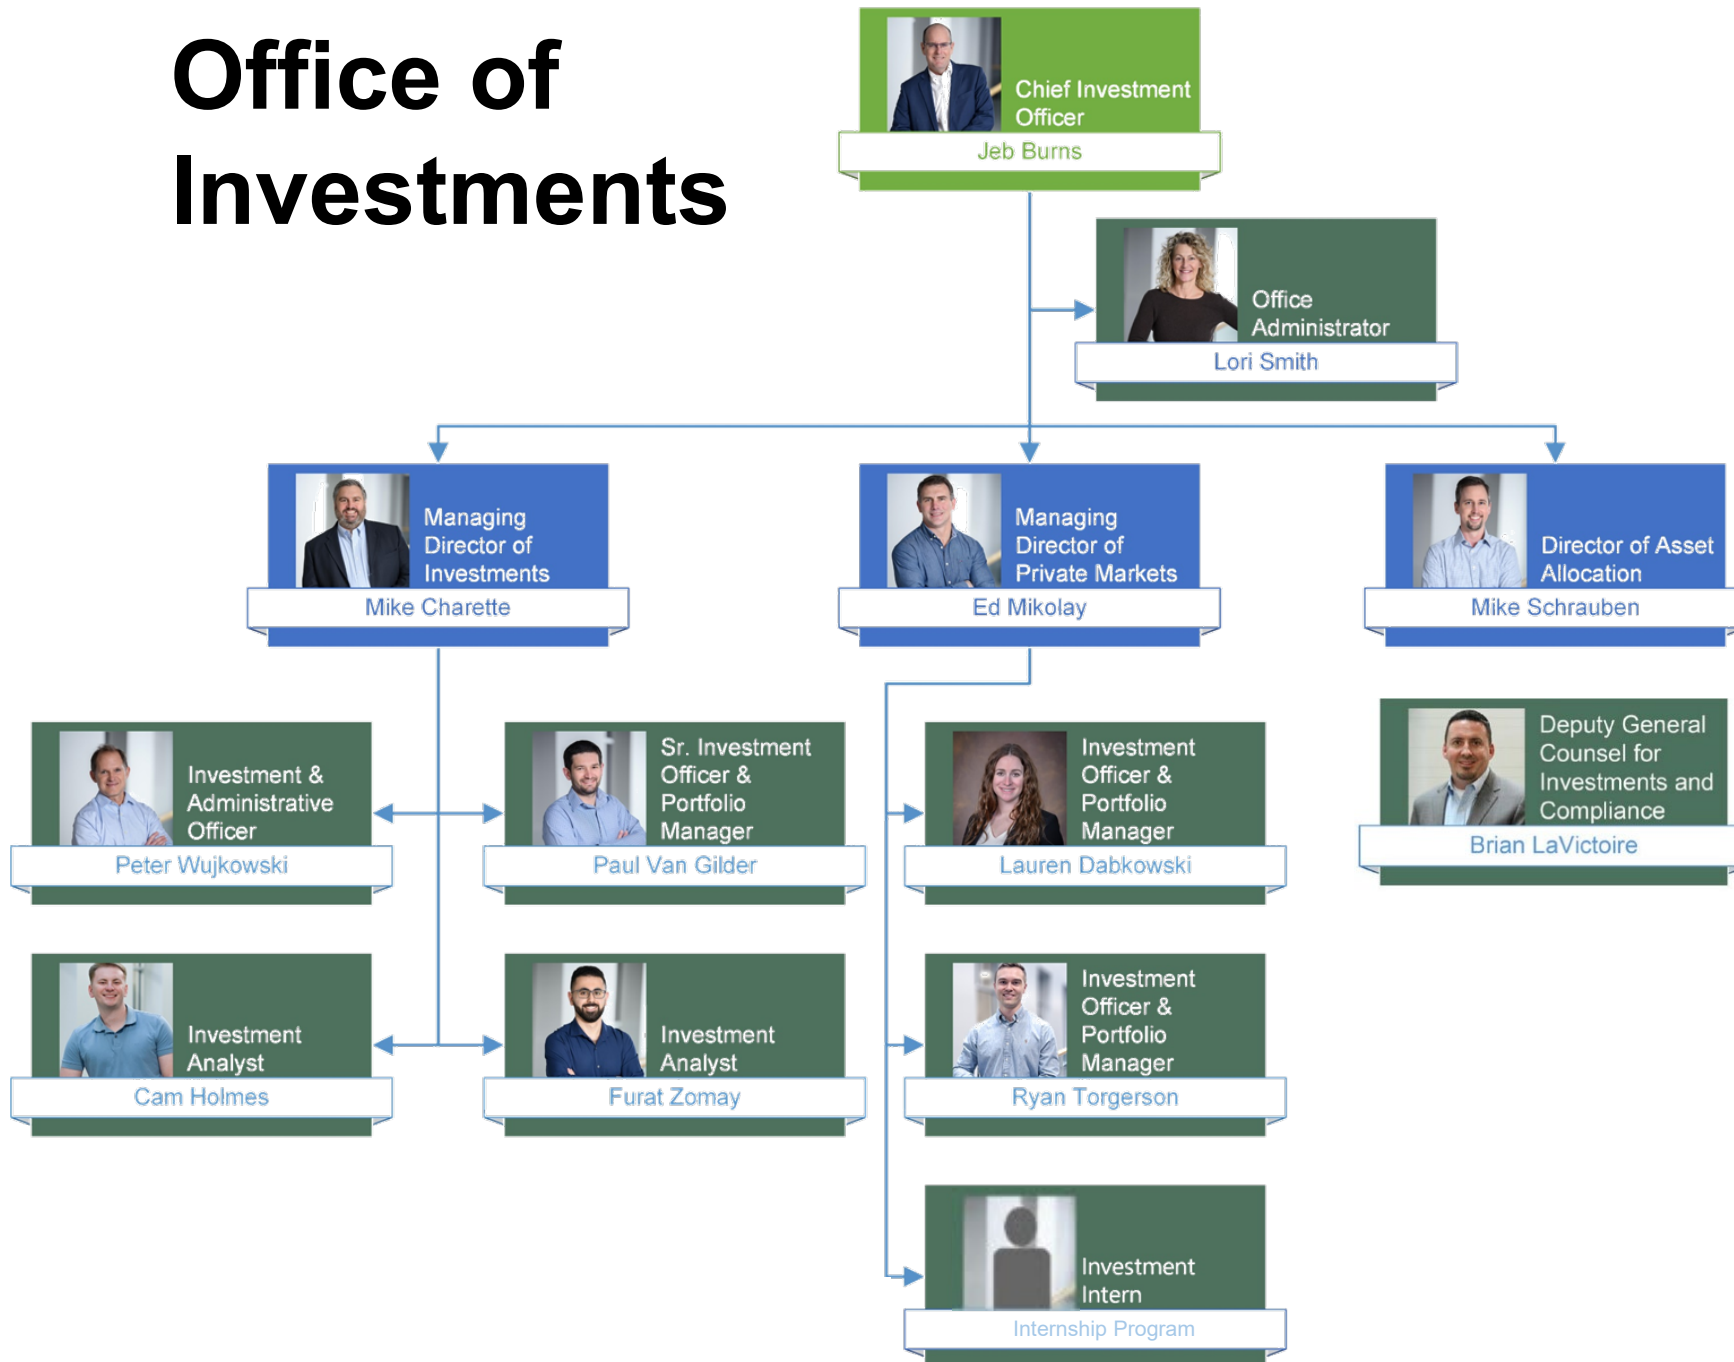 Office of
Investments
Chief Investment
Officer
Jeb Burns
Office
Administrator
Lori Smith
Managing
Director of
Investments
Mike Charette
Managing
Director of
Private Markets
Ed Mikolay
Director of Asset
Allocation
Mike Schrauben
Investment &
Administrative
Officer
Peter Wujkowski
Sr. Investment
Officer &
Portfolio
Manager
Paul Van Gilder
Investment
Officer &
Portfolio
Manager
Lauren Dabkowski
Deputy General
Counsel for
Investments and
Compliance
Brian LaVictoire
Investment
Analyst
Cam Holmes
Investment
Analyst
Furat Zomay
Investment
Officer &
Portfolio
Manager
Ryan Torgerson
Investment
Intern
Internship Program